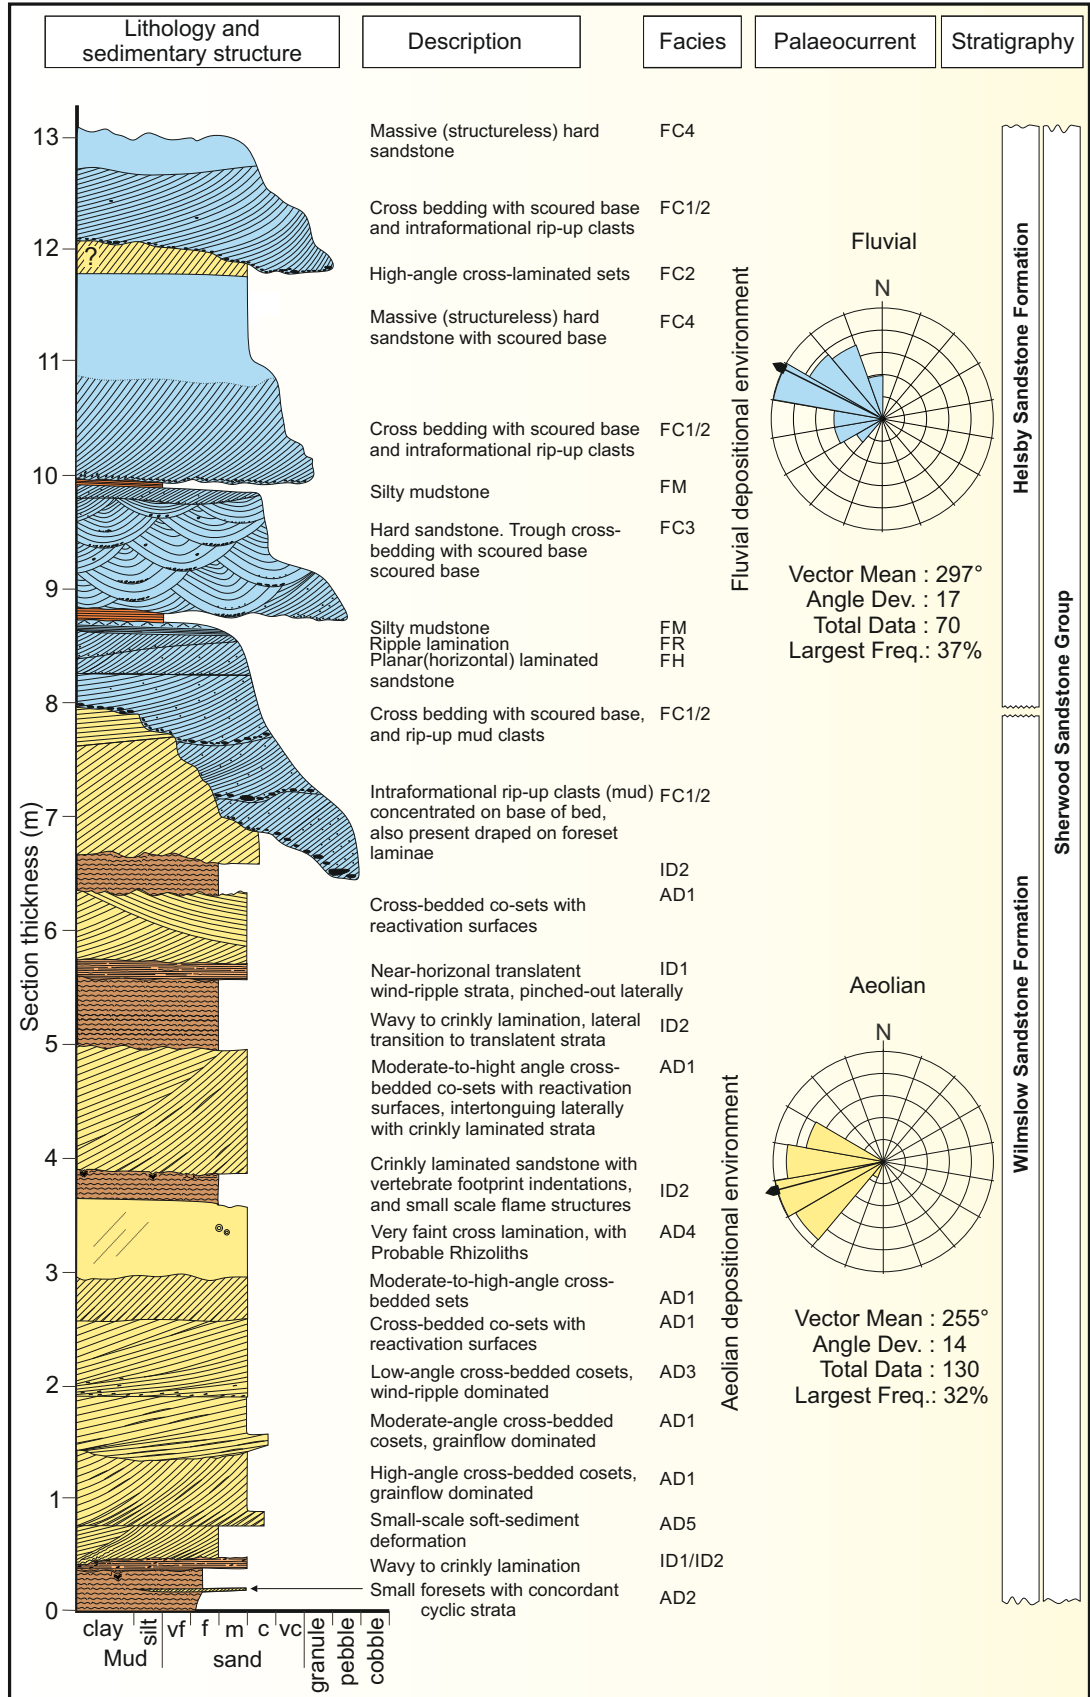 Lithology and
sedimentary structure
Description
Facies
Palaeocurrent
Stratigraphy
13
12
11
10
9
8
7
6
5
4
3
2
1
0
Section thickness (m)
?
Massive (structureless) hard
sandstone
FC4
Cross bedding with scoured base
and intraformational rip-up clasts
FC1/2
High-angle cross-laminated sets
FC2
Massive (structureless) hard
sandstone with scoured base
FC4
Cross bedding with scoured base
and intraformational rip-up clasts
FC1/2
Silty mudstone
FM
Hard sandstone. Trough cross-
bedding with scoured base
scoured base
FC3
Silty mudstone
FM
Ripple lamination
FR
Planar(horizontal) laminated
sandstone
FH
Cross bedding with scoured base,
and rip-up mud clasts
FC1/2
Intraformational rip-up clasts (mud)
concentrated on base of bed,
also present draped on foreset
laminae
FC1/2
ID2
AD1
Cross-bedded co-sets with
reactivation surfaces
Near-horizonal translatent
wind-ripple strata, pinched-out laterally
ID1
Wavy to crinkly lamination, lateral
transition to translatent strata
ID2
Moderate-to-hight angle cross-
bedded co-sets with reactivation
surfaces, intertonguing laterally
with crinkly laminated strata
AD1
Crinkly laminated sandstone with
vertebrate footprint indentations,
and small scale flame structures
ID2
Very faint cross lamination, with
Probable Rhizoliths
AD4
Moderate-to-high-angle cross-
bedded sets
AD1
Cross-bedded co-sets with
reactivation surfaces
AD1
Low-angle cross-bedded cosets,
wind-ripple dominated
AD3
Moderate-angle cross-bedded
cosets, grainflow dominated
AD1
High-angle cross-bedded cosets,
grainflow dominated
AD1
Small-scale soft-sediment
deformation
AD5
Wavy to crinkly lamination
ID1/ID2
Small foresets with concordant
cyclic strata
AD2
clay
silt
vf
f
m
c
vc
granule
pebble
cobble
Mud
sand
Fluvial depositional environment
Fluvial
N
Vector Mean : 297°
Angle Dev. : 17
Total Data : 70
Largest Freq.: 37%
Aeolian depositional environment
Aeolian
N
Vector Mean : 255°
Angle Dev. : 14
Total Data : 130
Largest Freq.: 32%
Helsby Sandstone Formation
Wilmslow Sandstone Formation
Sherwood Sandstone Group